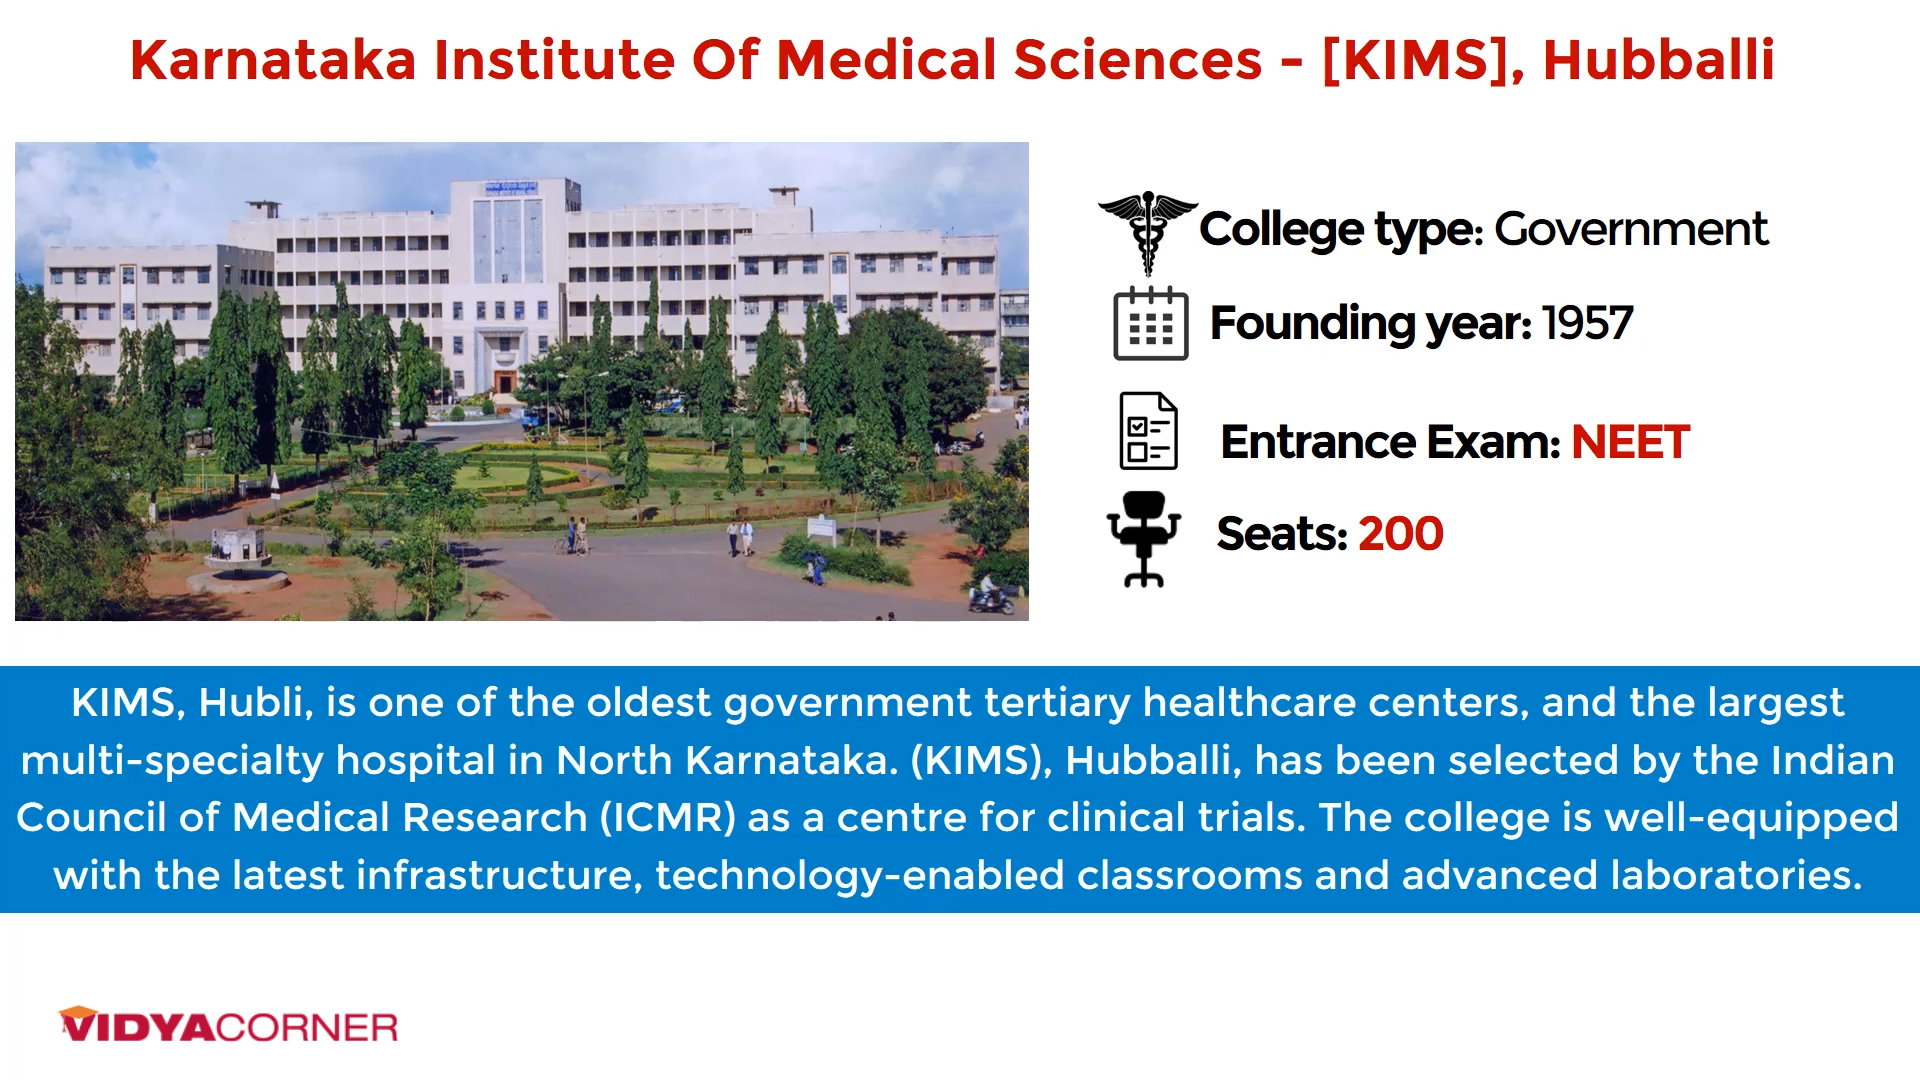 Karnataka Institute Of Medical Sciences - [KIMS], Hubballi
College type: Government
Founding year: 1957
Entrance Exam: NEET
Seats: 200
KIMS, Hubli, is one of the oldest government tertiary healthcare centers, and the largest
multi-specialty hospital in North Karnataka. (KIMS), Hubballi, has been selected by the Indian
Council of Medical Research (ICMR) as a centre for clinical trials. The college is well-equipped
with the latest infrastructure, technology-enabled classrooms and advanced laboratories.
VIDYACORNER